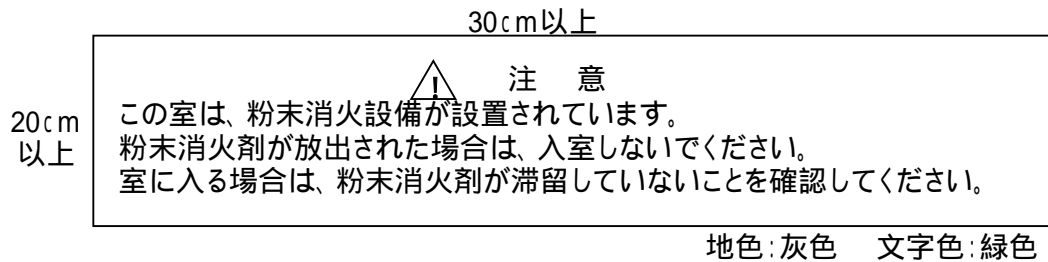 30cm以上
⚠ 注 意
20cm
以上
この室は、粉末消火設備が設置されています。
粉末消火剤が放出された場合は、入室しないでください。
室に入る場合は、粉末消火剤が滞留していないことを確認してください。
地色:灰色 文字色:緑色